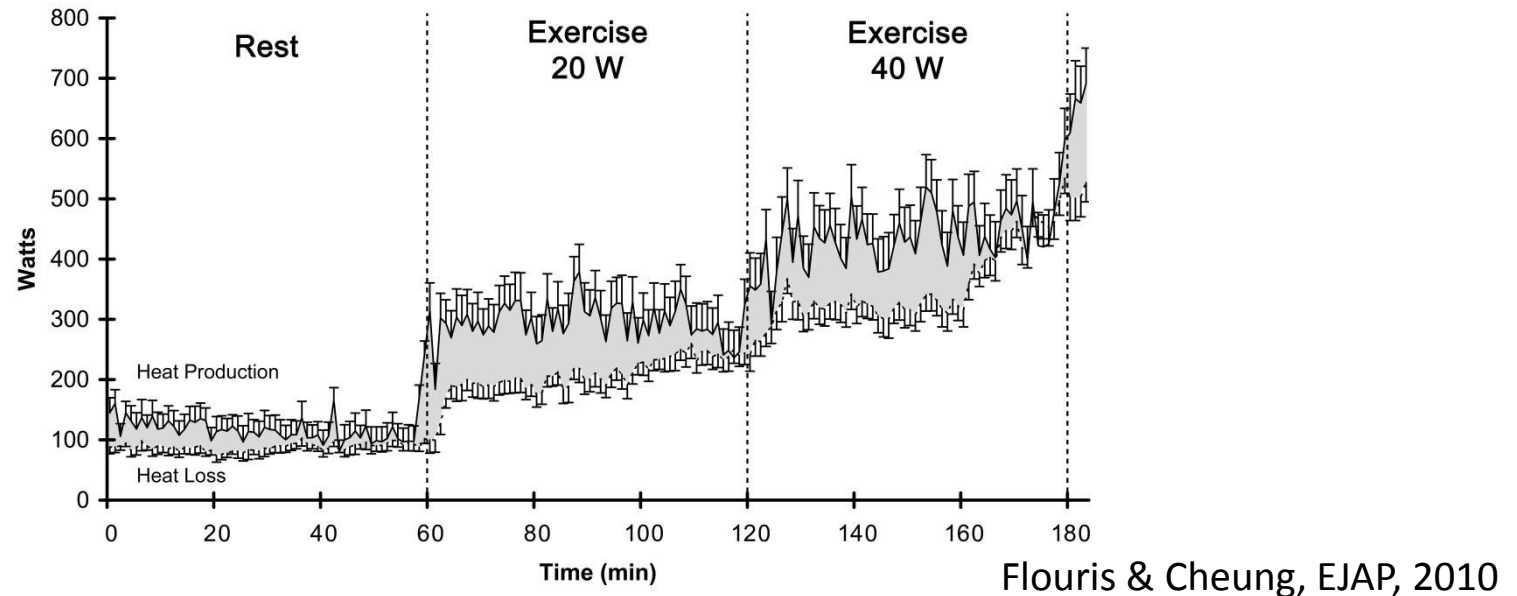 800
700
600
500
400
300
200
100
0
Watts
Rest
Exercise
20 W
Exercise
40 W
Heat Production
Heat Loss
0 20 40 60 80 100 120 140 160 180
Time (min)
Flouris & Cheung, EJAP, 2010